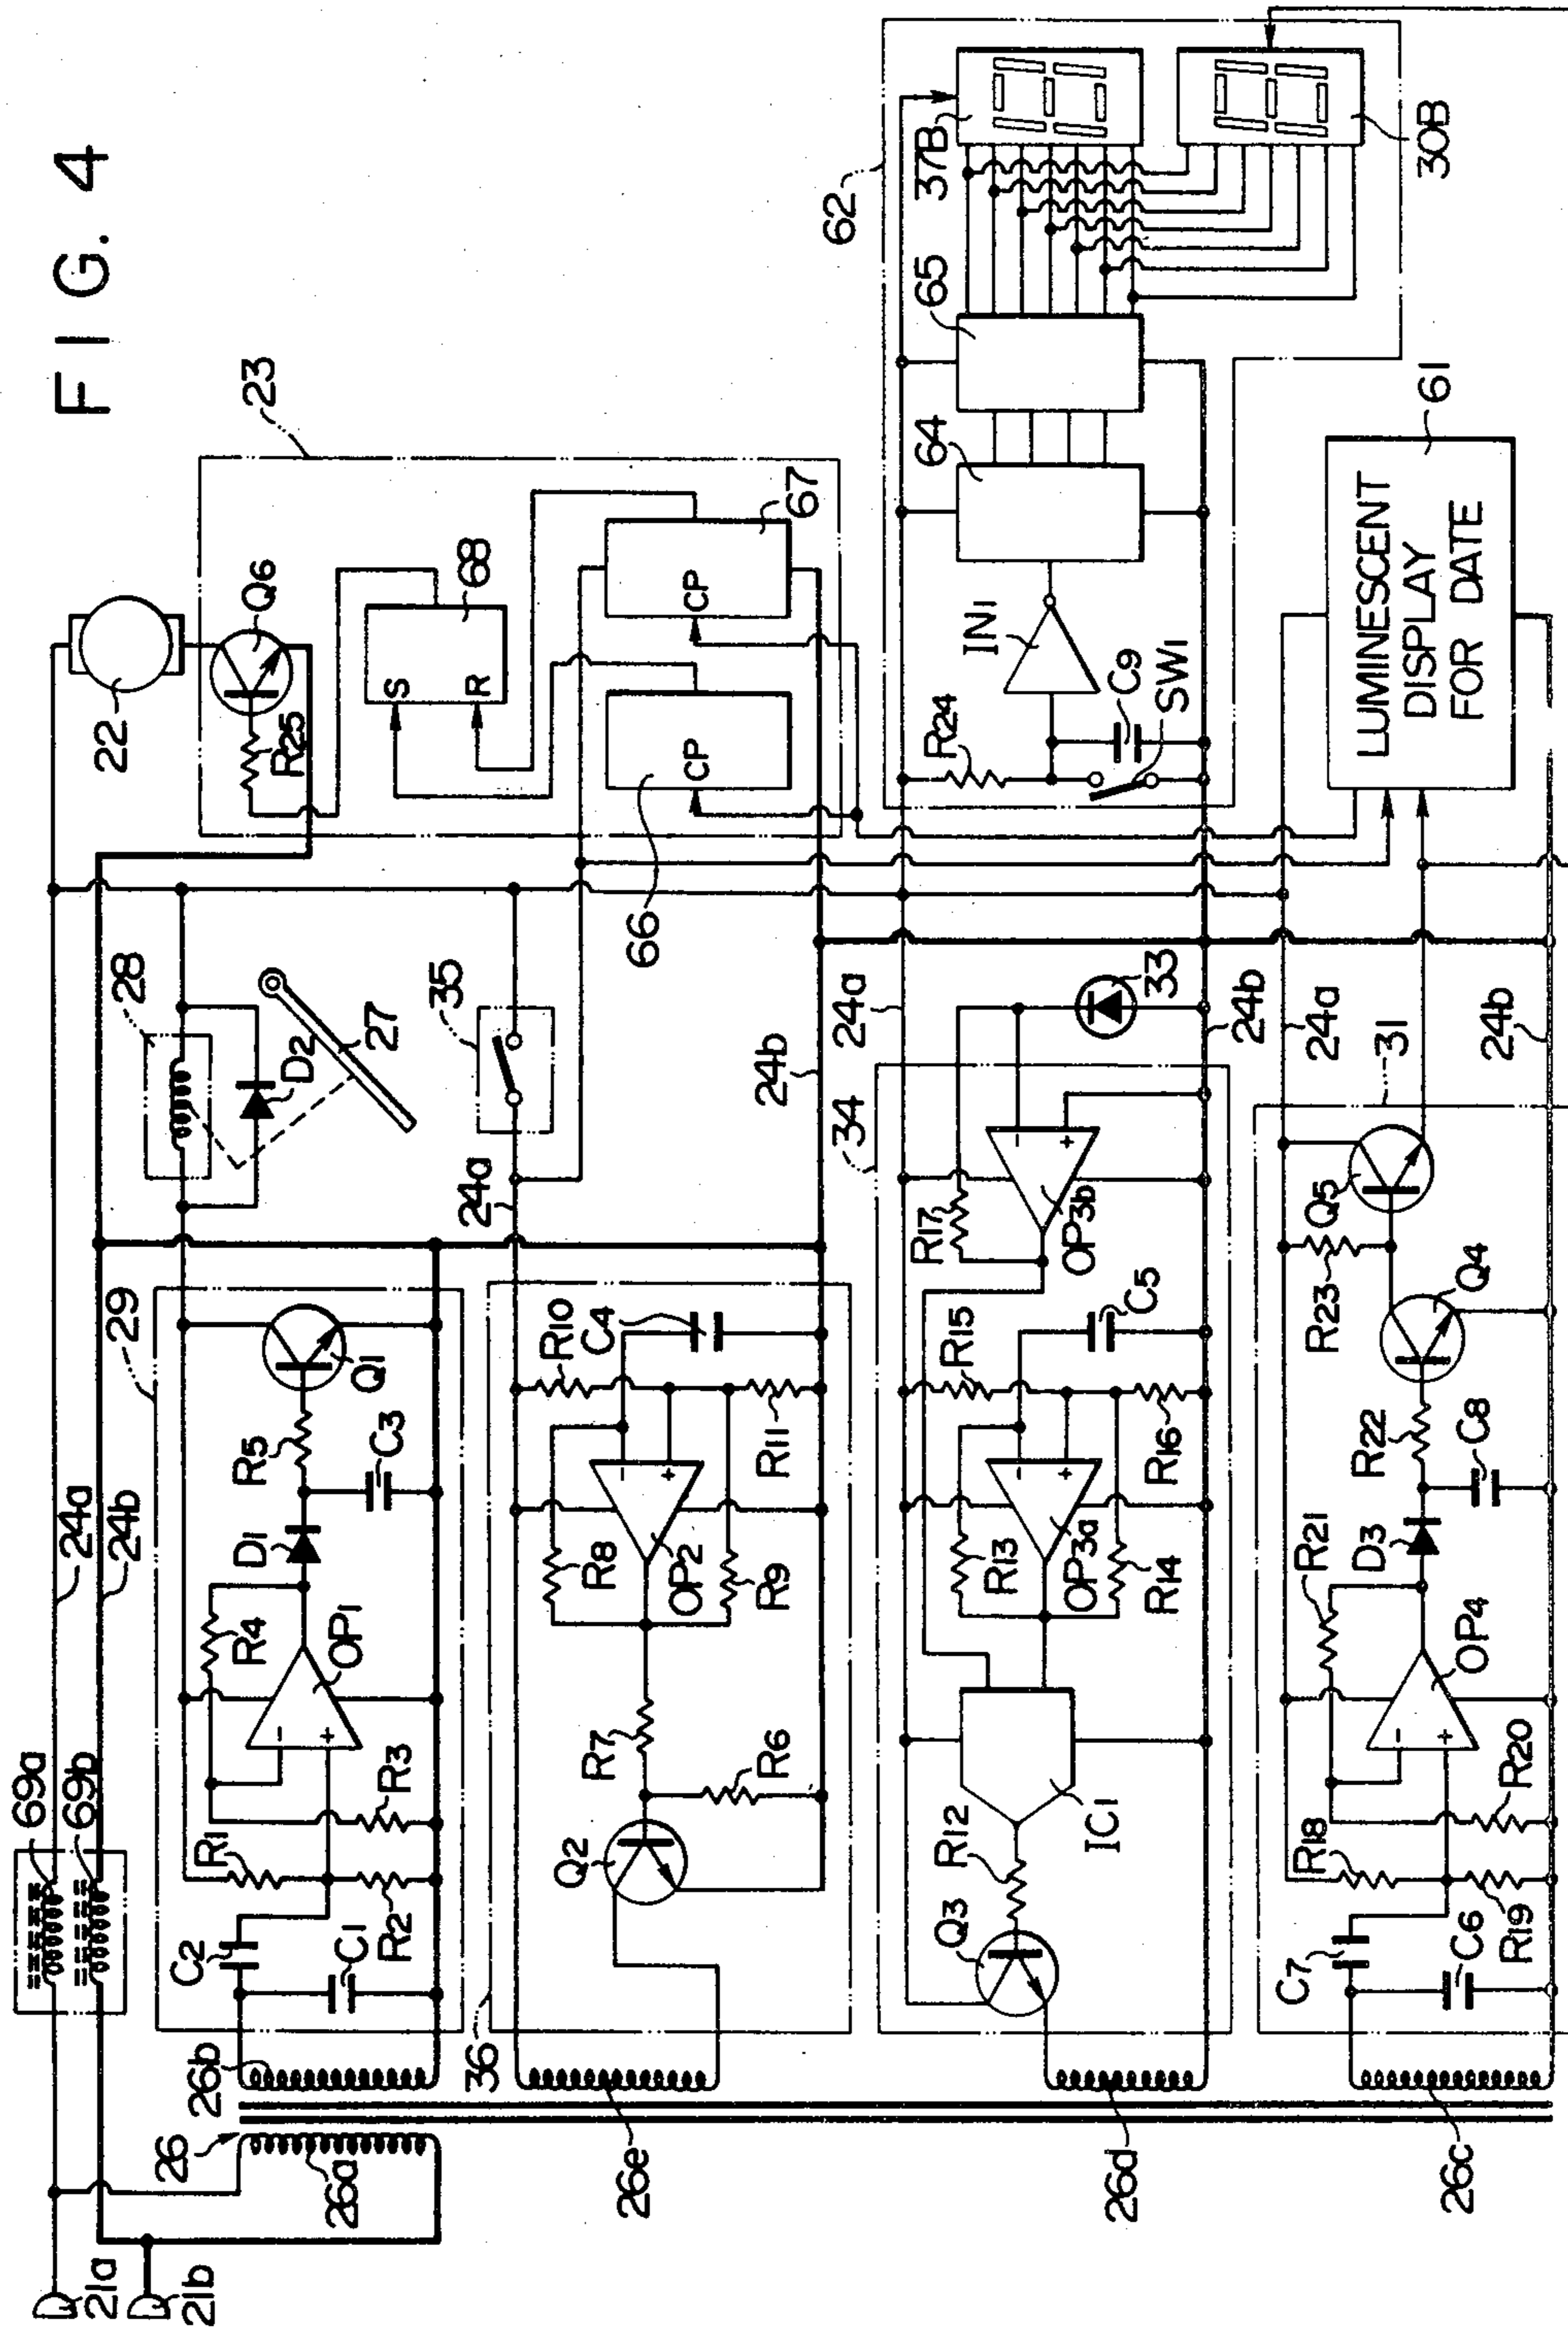 FIG. 4
21a
21b
26
26a
26b
26c
26d
26e
69a
69b
24a
24b
29
C2
C1
R1
R2
R3
R4
OP1
-
+
D1
C3
R5
Q1
28
D2
27
22
Q6
R25
23
68
S
R
66
CP
67
CP
36
Q2
R7
R6
R8
OP2
-
+
R9
R10
R11
C4
24a
35
24b
34
Q3
R12
IC1
R13
OP3a
-
+
R14
R15
R16
C5
R17
OP3b
-
+
33
24a
24b
62
R24
C9
SW1
IN1
64
65
37B
30B
31
C7
C6
R18
R19
R20
R21
OP4
-
+
D3
C8
R22
Q4
R23
Q5
24a
24b
61
LUMINESCENT
DISPLAY
FOR DATE